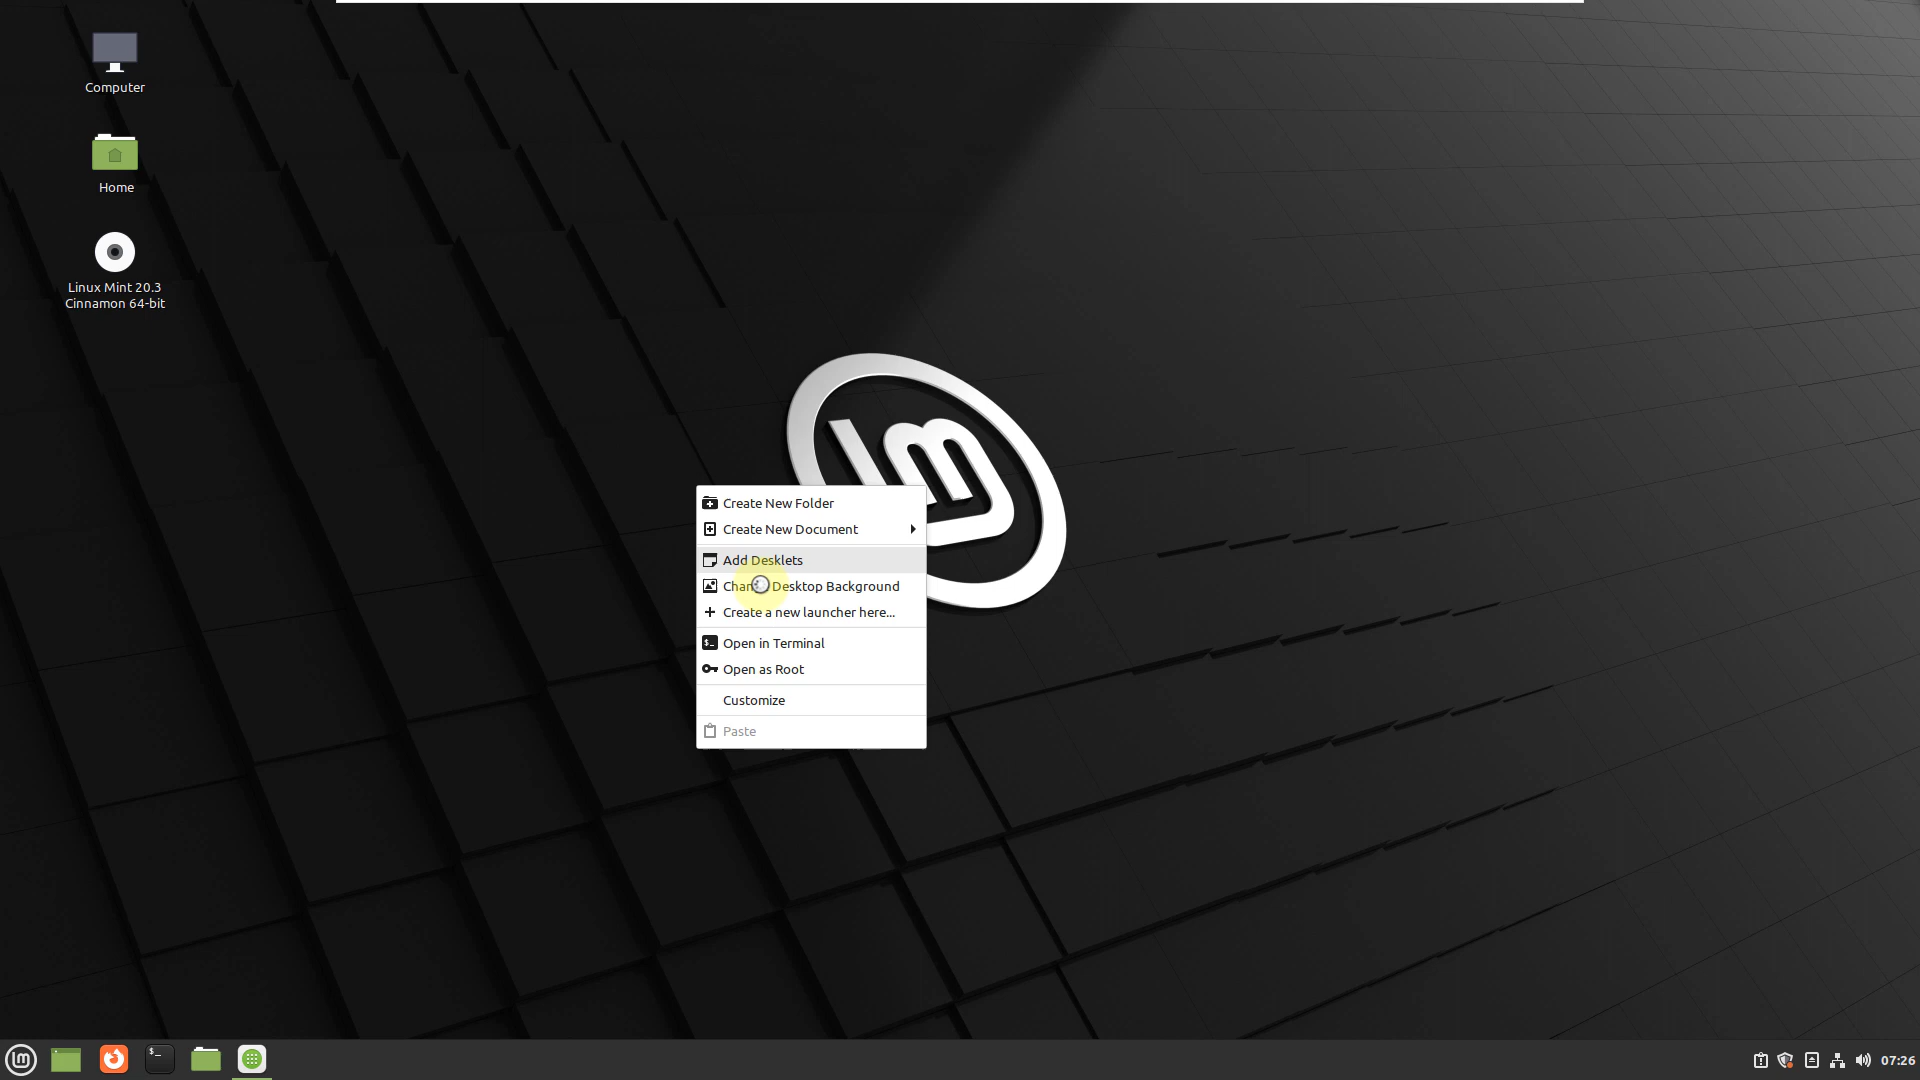 Computer
Home
Linux Mint 20.3
Cinnamon 64-bit
Create New Folder
Create New Document
Add Desklets
Change Desktop Background
Create a new launcher here...
Open in Terminal
Open as Root
Customize
Paste
07:26